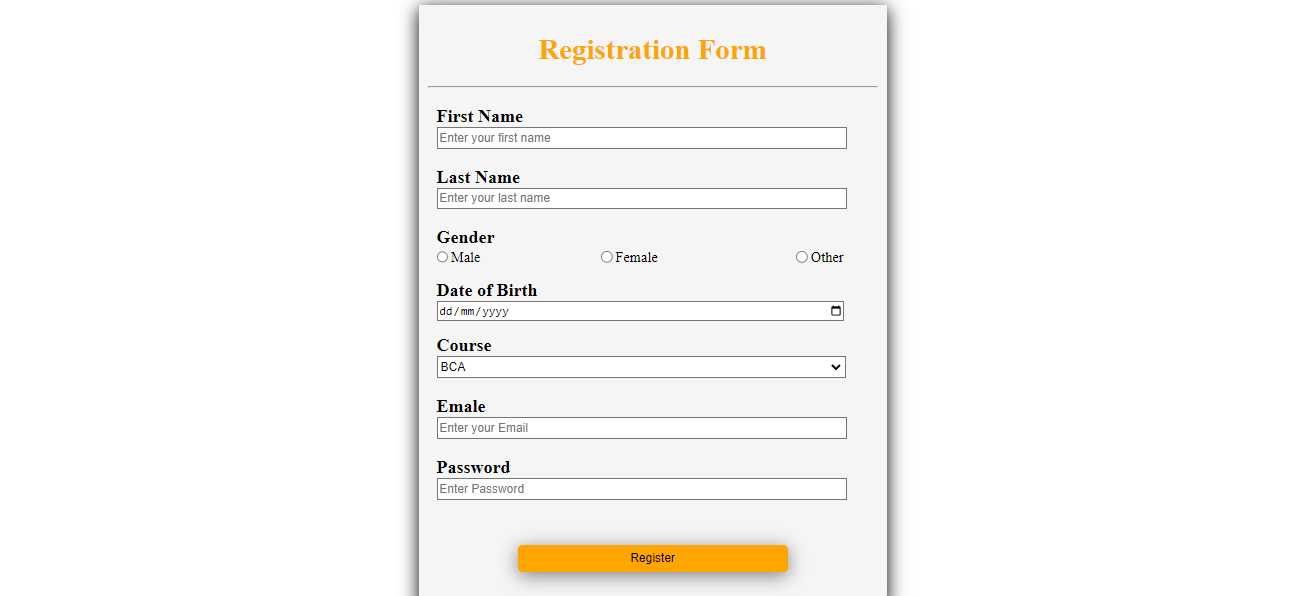 Registration Form
First Name
Enter your first name
Last Name
Enter your last name
Gender
Male Female Other
Date of Birth
dd/mm/yyyy
Course
BCA
Emale
Enter your Email
Password
Enter Password
Register